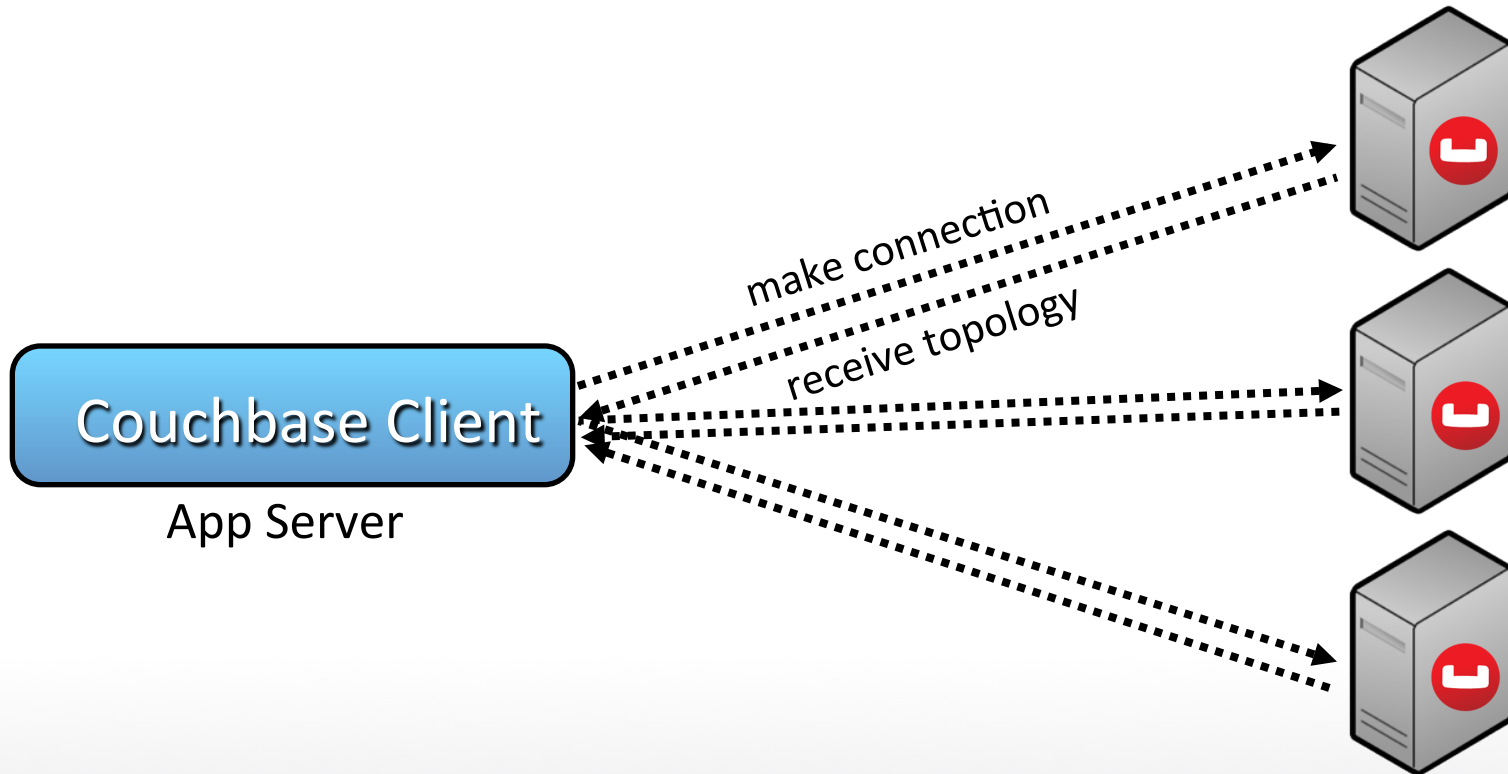 make connection
receive topology
Couchbase Client
App Server